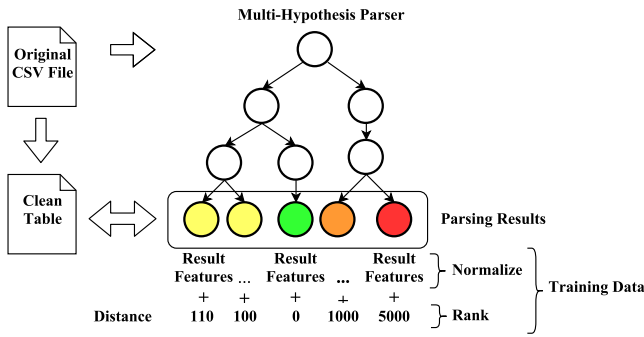 Multi-Hypothesis Parser
Original
CSV File
Clean
Table
Parsing Results
Result Result Result
Features ... Features ... Features
Normalize
Training Data
+ + + + +
Distance 110 100 0 1000 5000 Rank